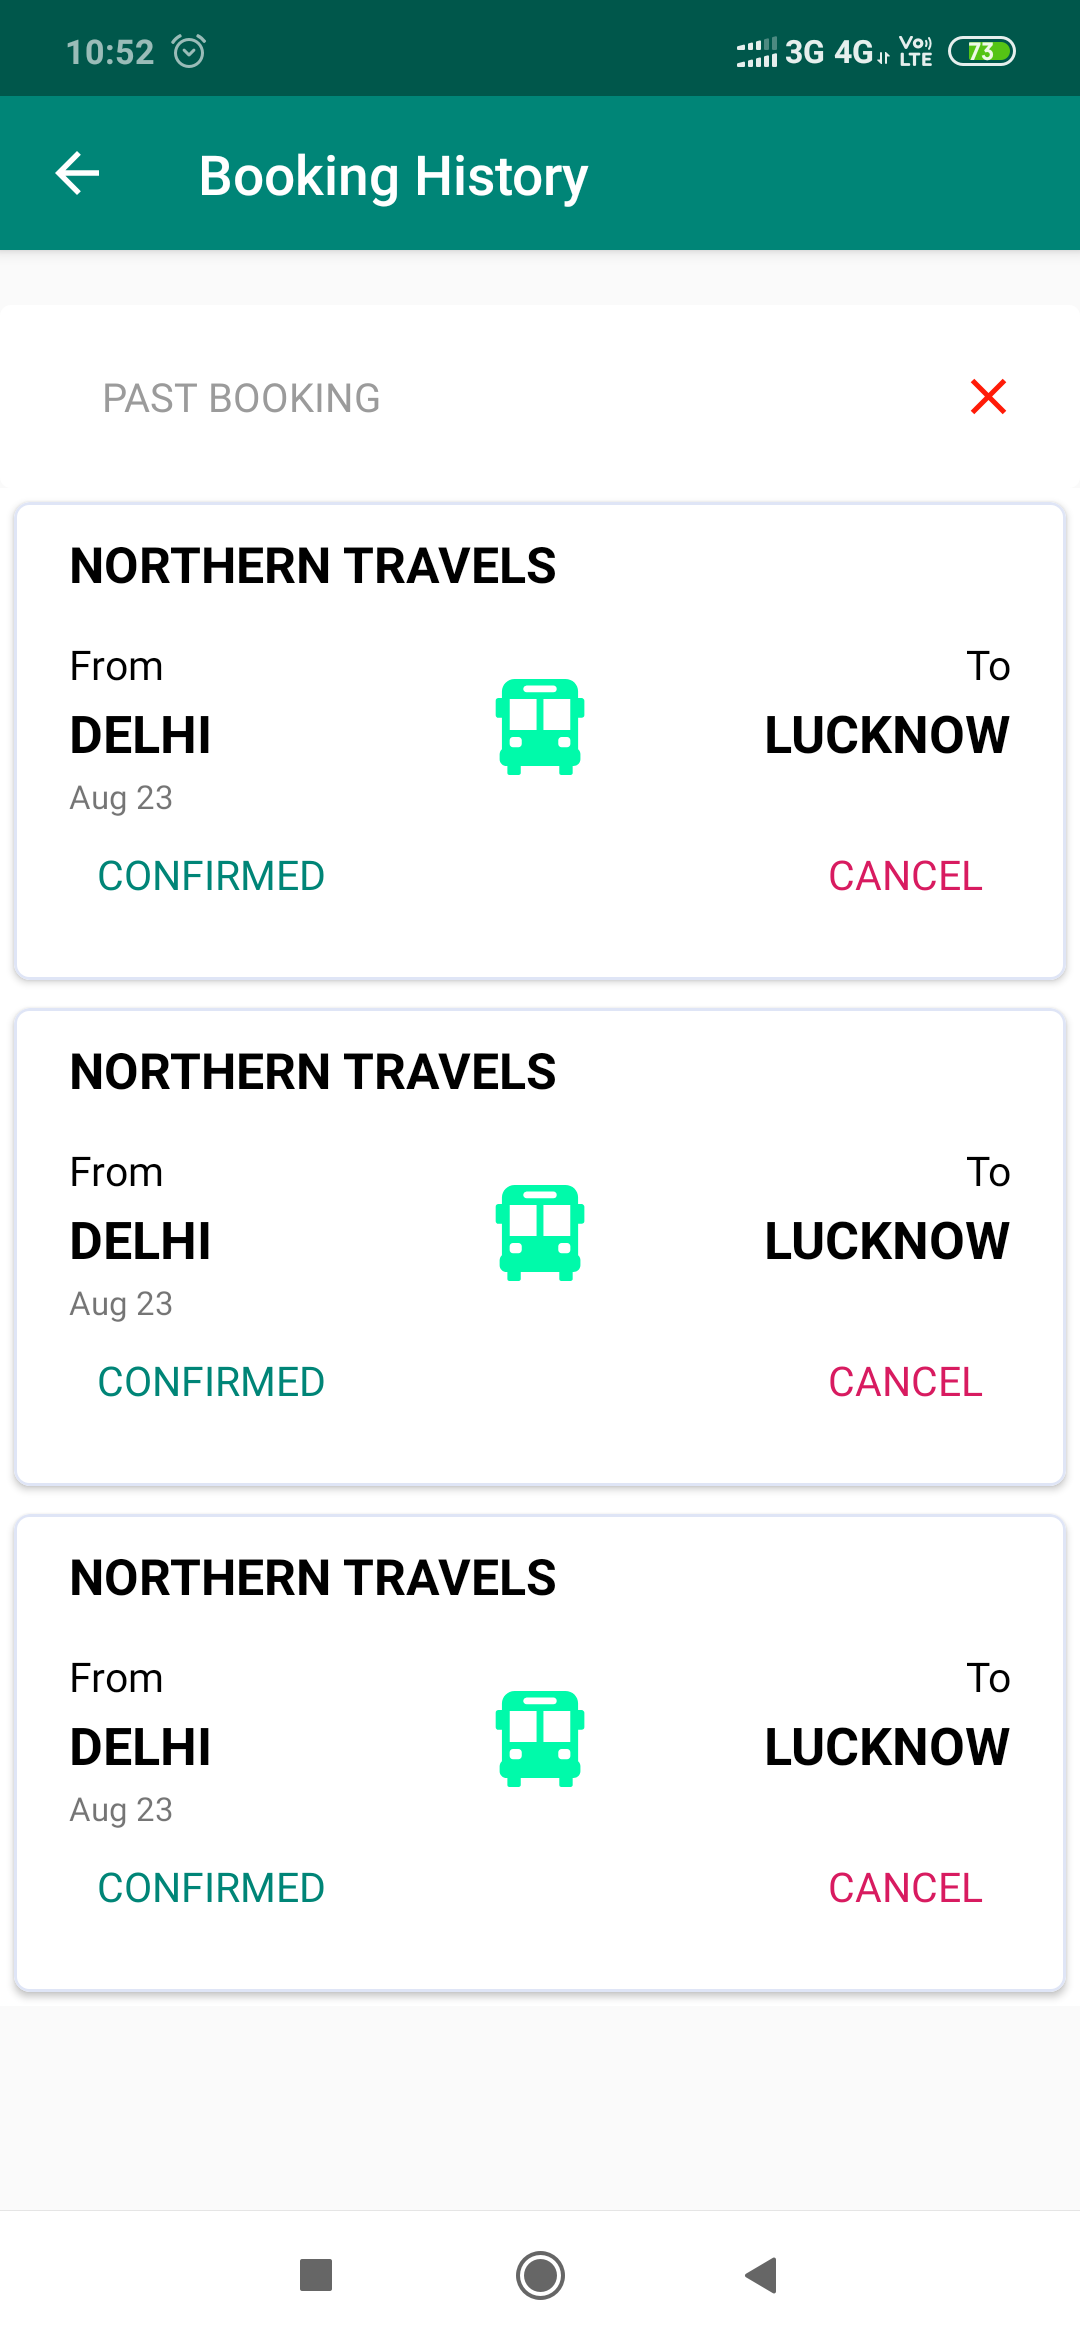 10:52 3G 4G VoLTE 73
Booking History
PAST BOOKING
NORTHERN TRAVELS
From To
DELHI LUCKNOW
Aug 23
CONFIRMED CANCEL
NORTHERN TRAVELS
From To
DELHI LUCKNOW
Aug 23
CONFIRMED CANCEL
NORTHERN TRAVELS
From To
DELHI LUCKNOW
Aug 23
CONFIRMED CANCEL